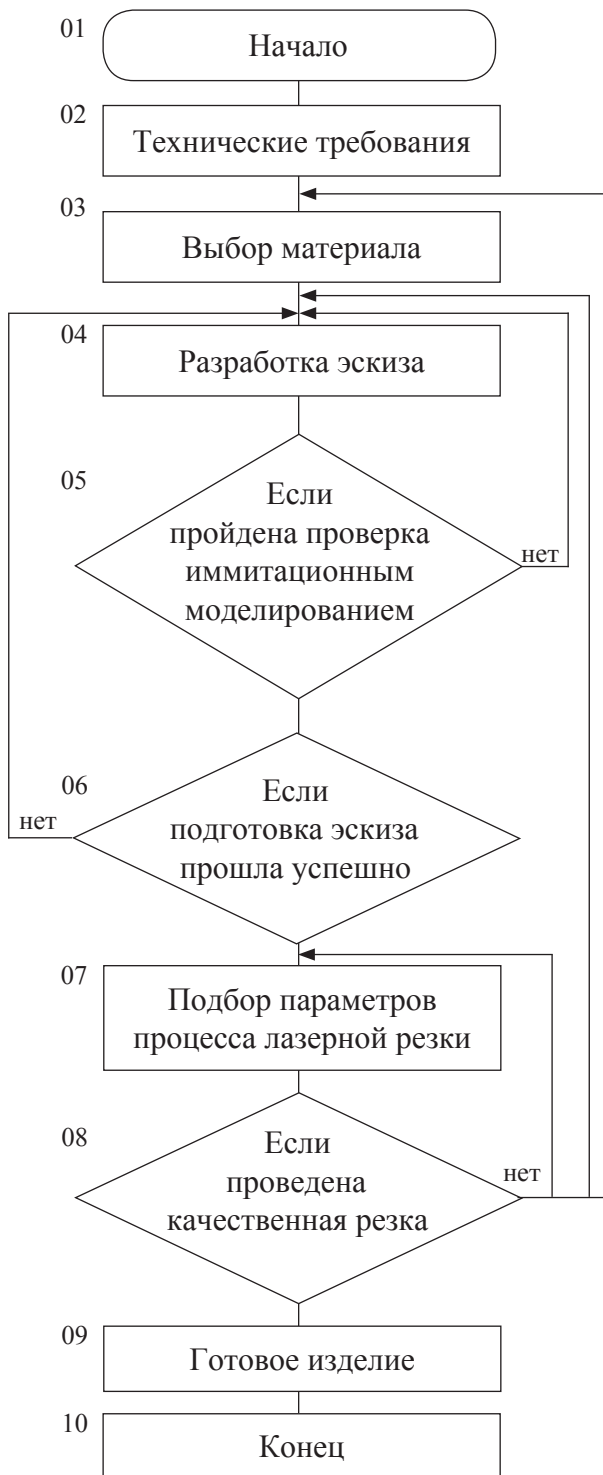 01
Начало
02
Технические требования
03
Выбор материала
04
Разработка эскиза
05
Если
пройдена проверка
иммитационным
моделированием
нет
06
Если
подготовка эскиза
прошла успешно
нет
07
Подбор параметров
процесса лазерной резки
08
Если
проведена
качественная резка
нет
09
Готовое изделие
10
Конец